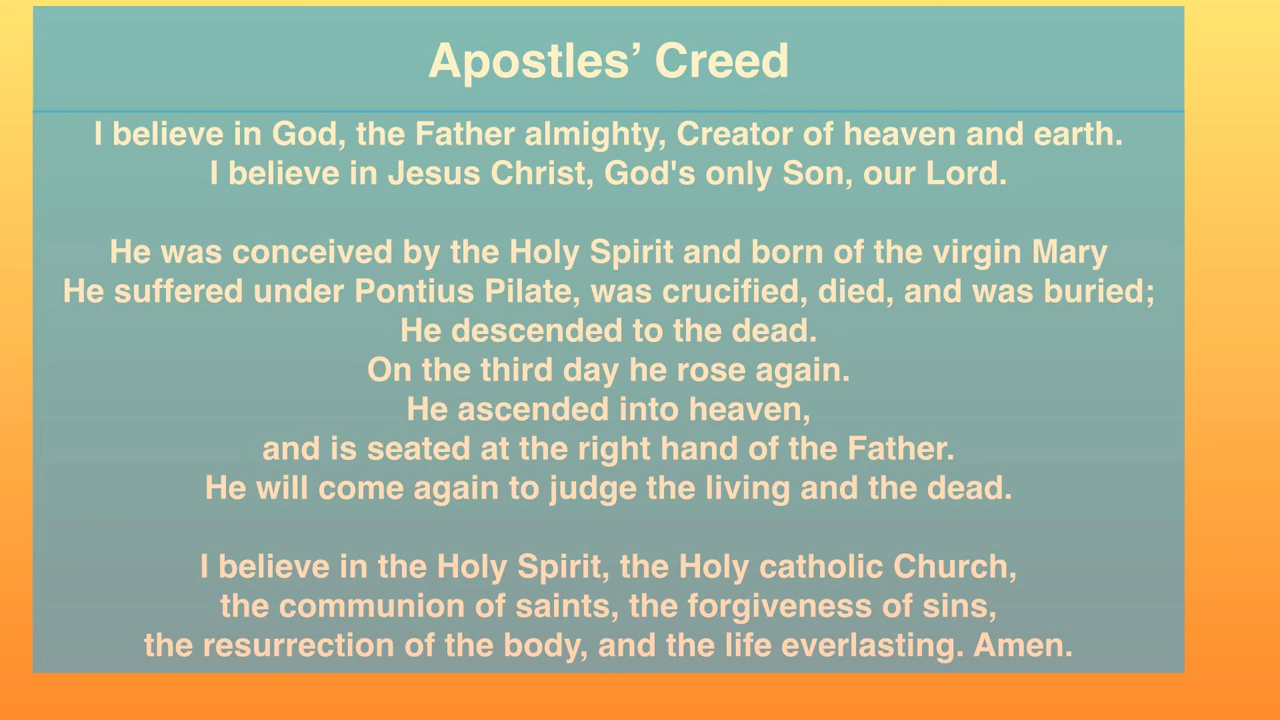 Apostles’ Creed
I believe in God, the Father almighty, Creator of heaven and earth.
I believe in Jesus Christ, God's only Son, our Lord.
He was conceived by the Holy Spirit and born of the virgin Mary
He suffered under Pontius Pilate, was crucified, died, and was buried;
He descended to the dead.
On the third day he rose again.
He ascended into heaven,
and is seated at the right hand of the Father.
He will come again to judge the living and the dead.
I believe in the Holy Spirit, the Holy catholic Church,
the communion of saints, the forgiveness of sins,
the resurrection of the body, and the life everlasting. Amen.